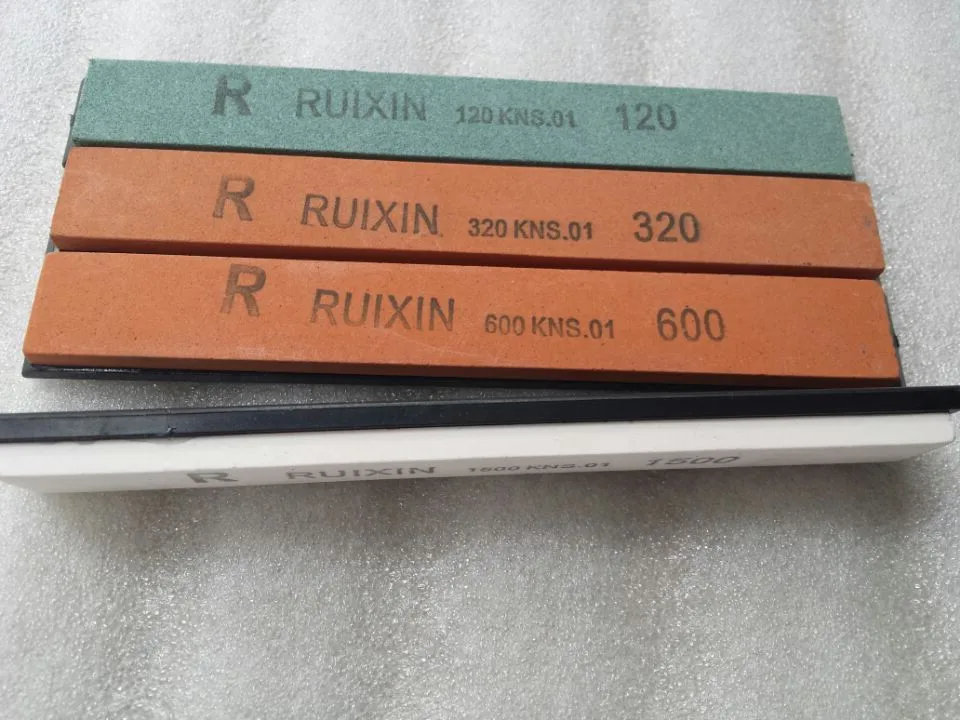 R RUIXIN 120 KNS.01 120
R RUIXIN 320 KNS.01 320
R RUIXIN 600 KNS.01 600
R RUIXIN 1500 KNS.01 1500